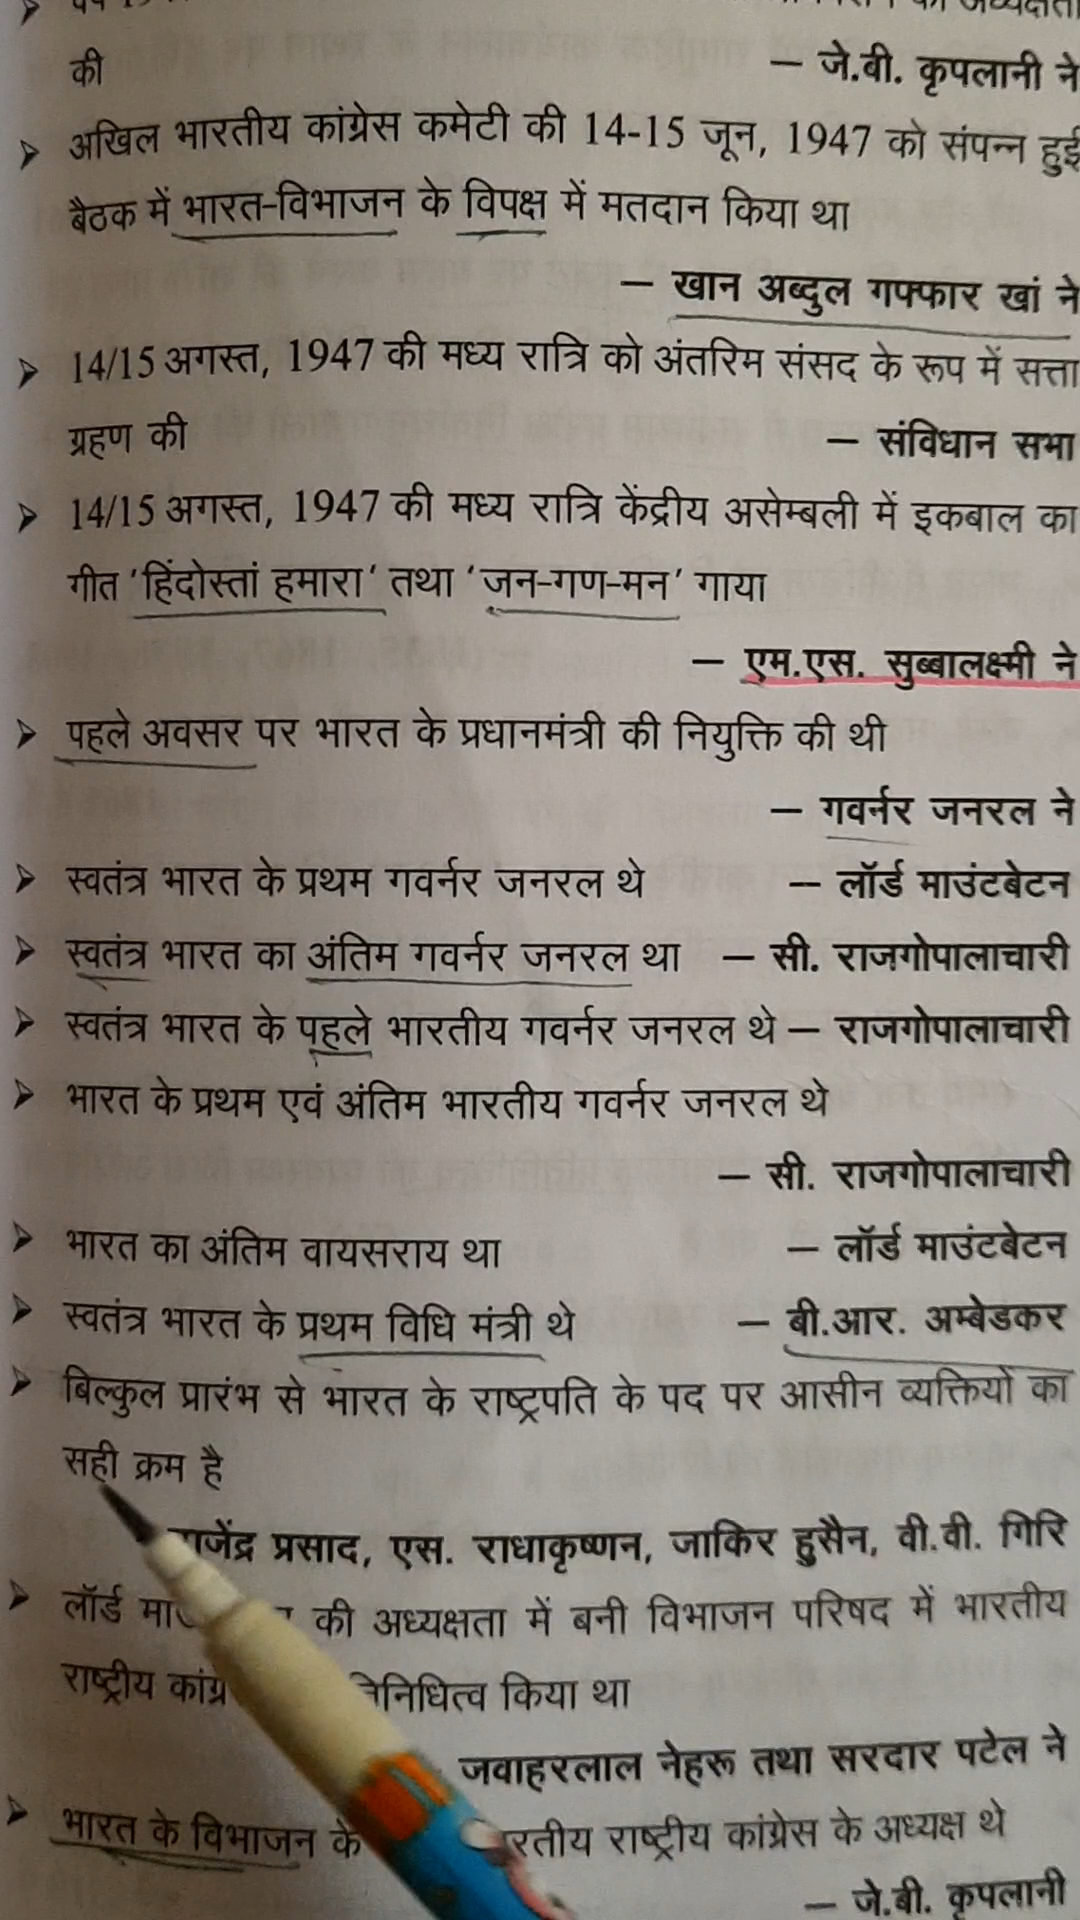 की — जे.बी. कृपलानी ने
➢ अखिल भारतीय कांग्रेस कमेटी की 14-15 जून, 1947 को संपन्न हुई
बैठक में भारत-विभाजन के विपक्ष में मतदान किया था
— खान अब्दुल गफ्फार खां ने
➢ 14/15 अगस्त, 1947 की मध्य रात्रि को अंतरिम संसद के रूप में सत्ता
ग्रहण की — संविधान सभा
➢ 14/15 अगस्त, 1947 की मध्य रात्रि केंद्रीय असेम्बली में इकबाल का
गीत 'हिंदोस्तां हमारा' तथा 'जन-गण-मन' गाया
— एम.एस. सुब्बालक्ष्मी ने
➢ पहले अवसर पर भारत के प्रधानमंत्री की नियुक्ति की थी
— गवर्नर जनरल ने
➢ स्वतंत्र भारत के प्रथम गवर्नर जनरल थे — लॉर्ड माउंटबेटन
➢ स्वतंत्र भारत का अंतिम गवर्नर जनरल था — सी. राजगोपालाचारी
➢ स्वतंत्र भारत के पहले भारतीय गवर्नर जनरल थे — राजगोपालाचारी
➢ भारत के प्रथम एवं अंतिम भारतीय गवर्नर जनरल थे
— सी. राजगोपालाचारी
➢ भारत का अंतिम वायसराय था — लॉर्ड माउंटबेटन
➢ स्वतंत्र भारत के प्रथम विधि मंत्री थे — बी.आर. अम्बेडकर
➢ बिल्कुल प्रारंभ से भारत के राष्ट्रपति के पद पर आसीन व्यक्तियों का
सही क्रम है
प्रसाद, एस. राधाकृष्णन, जाकिर हुसैन, वी.वी. गिरि
➢ लॉर्ड की अध्यक्षता में बनी विभाजन परिषद में भारतीय
राष्ट्रीय किया था
जवाहरलाल नेहरू तथा सरदार पटेल ने
➢ भारत के विभाजन के राष्ट्रीय कांग्रेस के अध्यक्ष थे
— जे.बी. कृपलानी